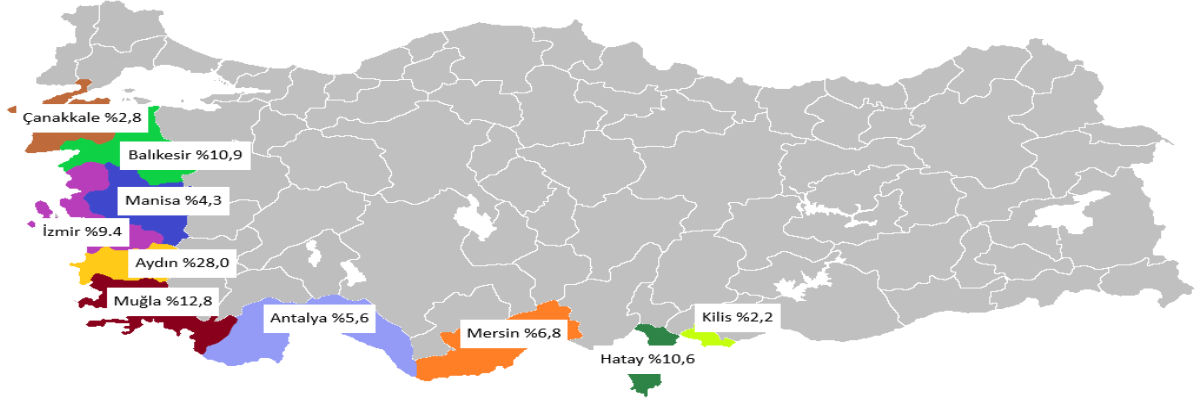 Çanakkale %2,8
Balıkesir %10,9
Manisa %4,3
İzmir %9.4
Aydın %28,0
Muğla %12,8
Antalya %5,6
Mersin %6,8
Kilis %2,2
Hatay %10,6